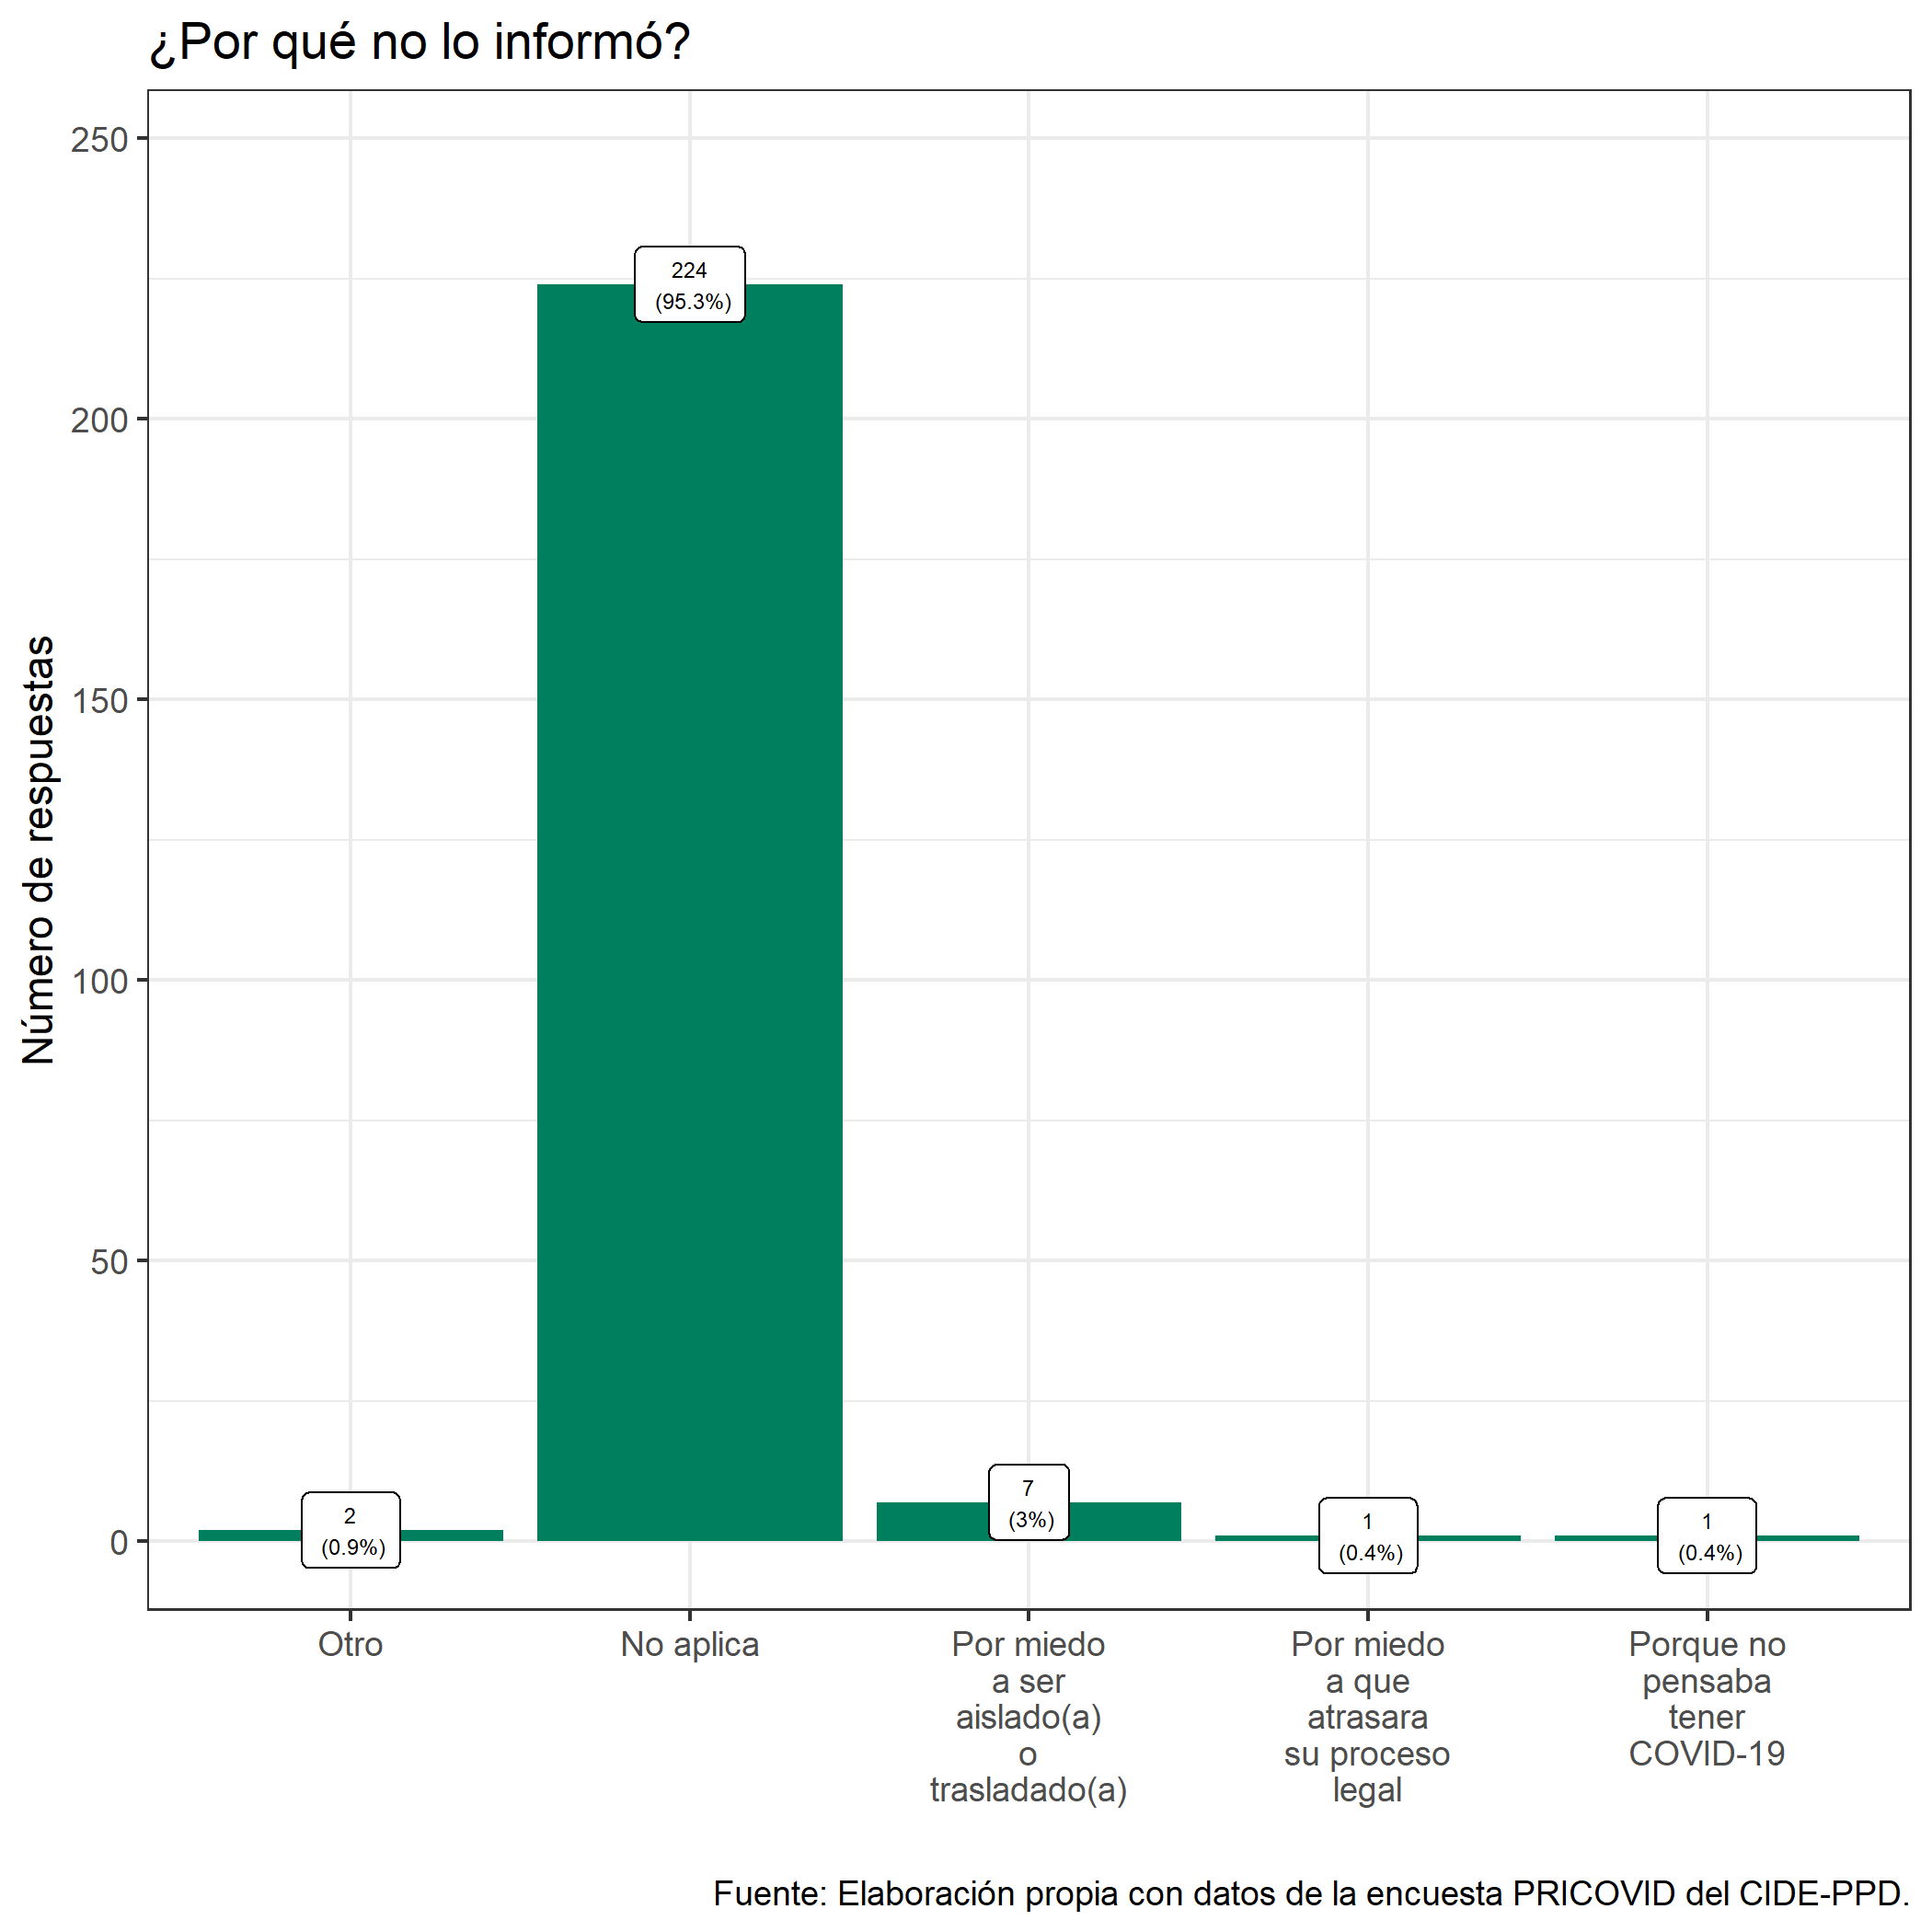 ¿Por qué no lo informó?
Número de respuestas
250
200
150
100
50
0
224
(95.3%)
2
(0.9%)
7
(3%)
1
(0.4%)
1
(0.4%)
Otro
No aplica
Por miedo
a ser
aislado(a)
o
trasladado(a)
Por miedo
a que
atrasara
su proceso
legal
Porque no
pensaba
tener
COVID-19
Fuente: Elaboración propia con datos de la encuesta PRICOVID del CIDE-PPD.